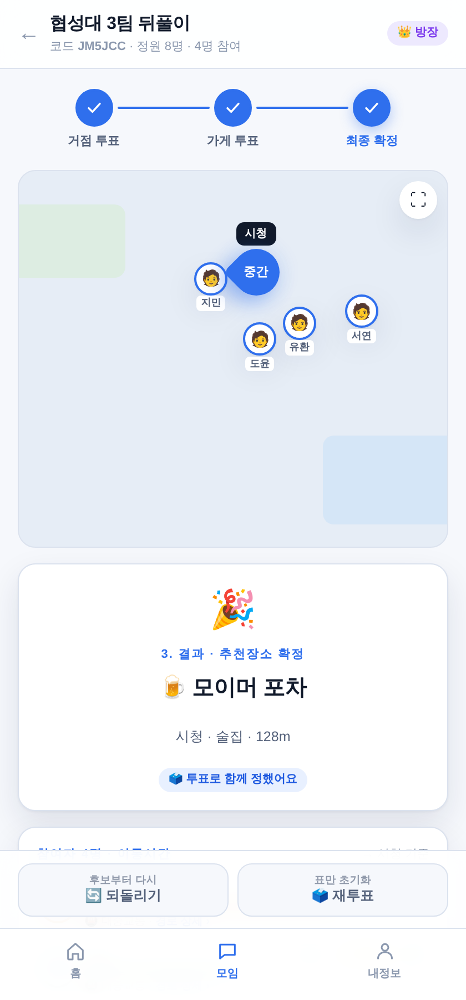 협성대 3팀 뒤풀이
코드 JM5JCC · 정원 8명 · 4명 참여
👑 방장
거점 투표
가게 투표
최종 확정
시청
중간
지민
유환
서연
도윤
3. 결과 · 추천장소 확정
🍺 모이머 포차
시청 · 술집 · 128m
🗳️ 투표로 함께 정했어요
후보부터 다시
🔄 되돌리기
표만 초기화
🗳️ 재투표
홈
모임
내정보